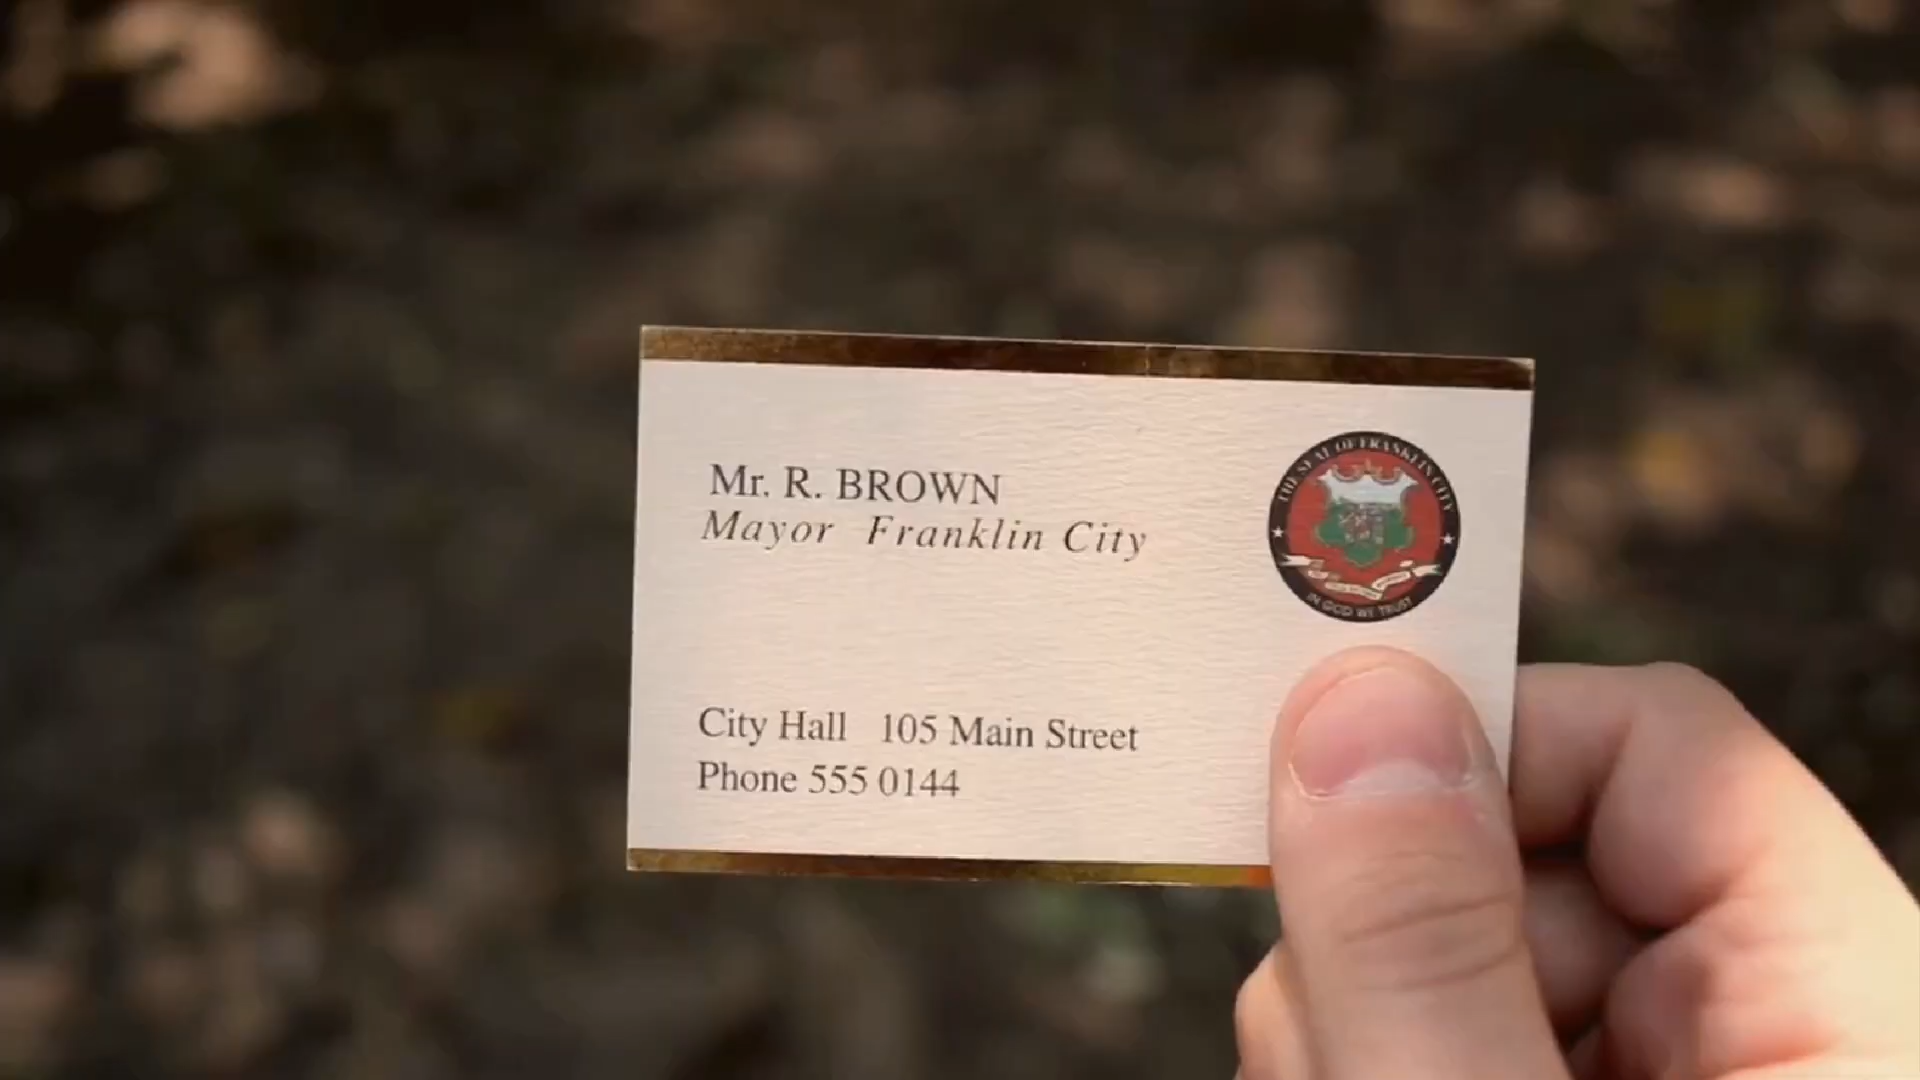 Mr. R. BROWN
Mayor Franklin City
THE SEAL OF FRANKLIN CITY
IN GOD WE TRUST
City Hall 105 Main Street
Phone 555 0144